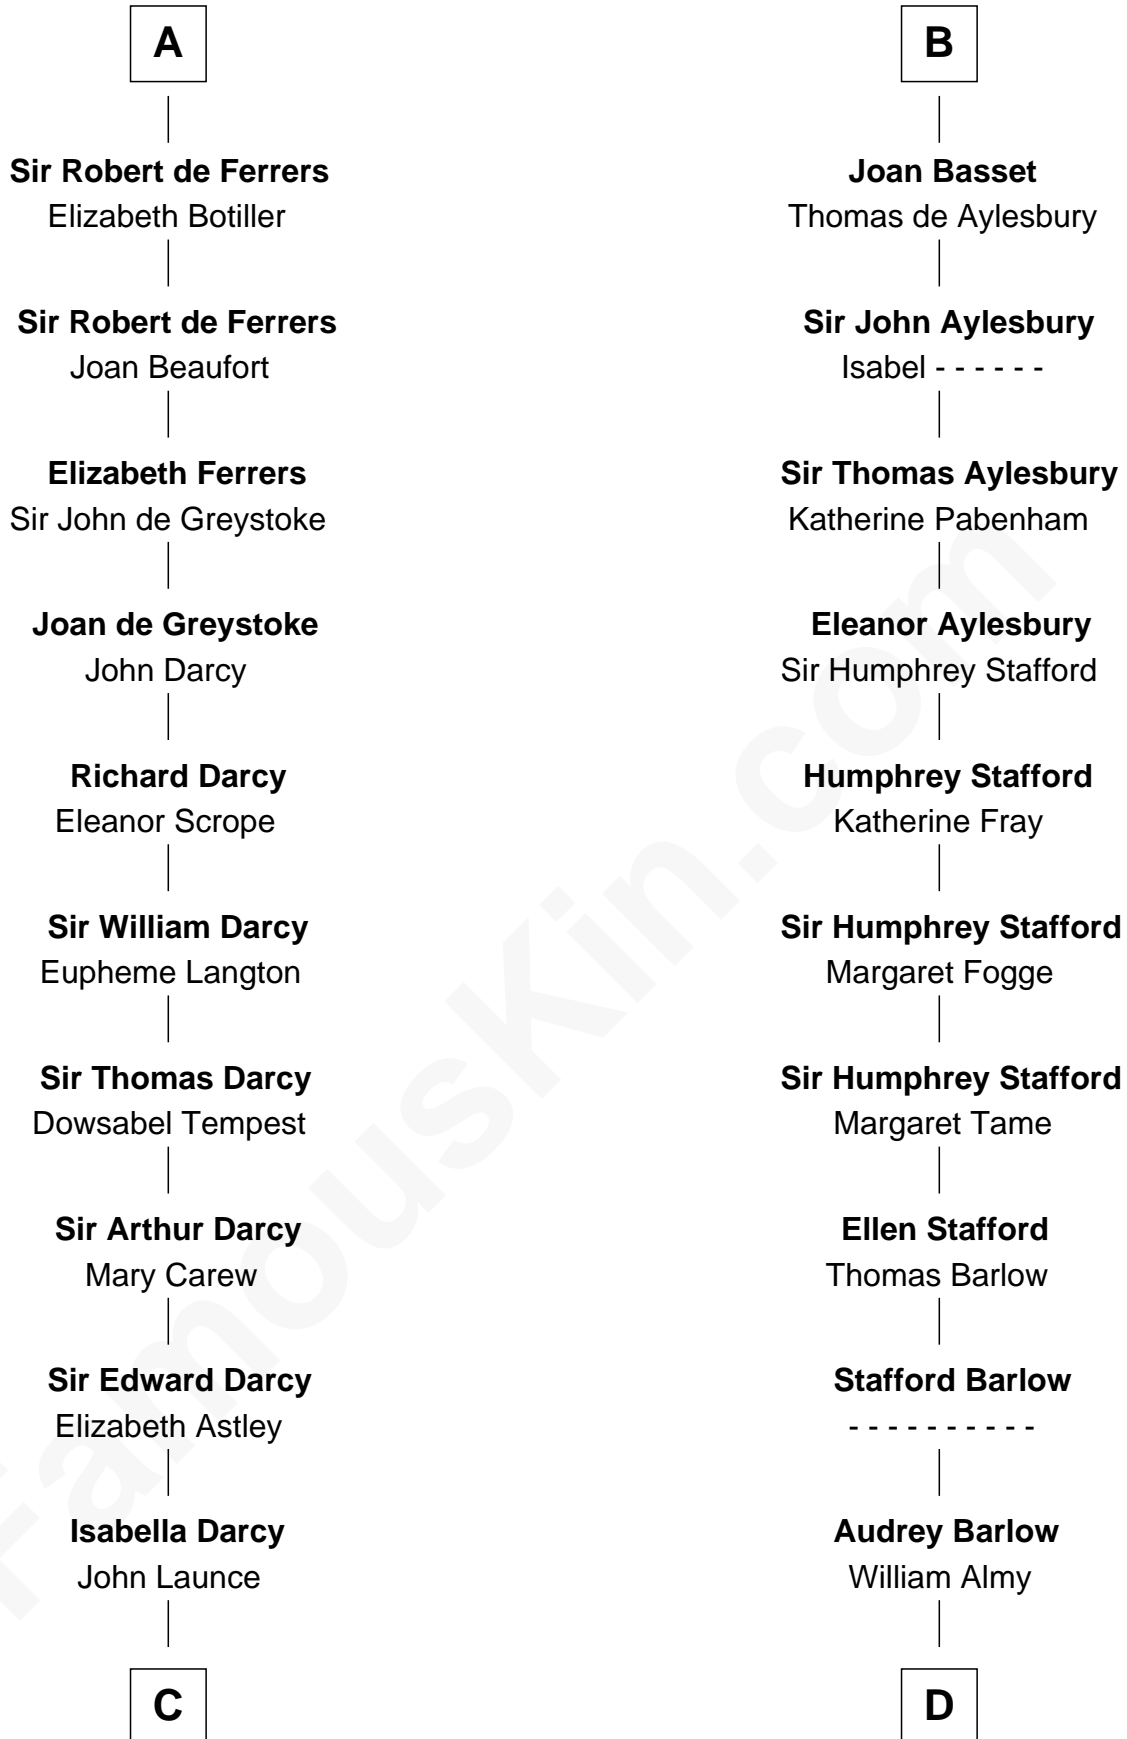 A
Sir Robert de Ferrers
Elizabeth Botiller
Sir Robert de Ferrers
Joan Beaufort
Elizabeth Ferrers
Sir John de Greystoke
Joan de Greystoke
John Darcy
Richard Darcy
Eleanor Scrope
Sir William Darcy
Eupheme Langton
Sir Thomas Darcy
Dowsabel Tempest
Sir Arthur Darcy
Mary Carew
Sir Edward Darcy
Elizabeth Astley
Isabella Darcy
John Launce
C
B
Joan Basset
Thomas de Aylesbury
Sir John Aylesbury
Isabel - - - - - -
Sir Thomas Aylesbury
Katherine Pabenham
Eleanor Aylesbury
Sir Humphrey Stafford
Humphrey Stafford
Katherine Fray
Sir Humphrey Stafford
Margaret Fogge
Sir Humphrey Stafford
Margaret Tame
Ellen Stafford
Thomas Barlow
Stafford Barlow
- - - - - - - - - -
Audrey Barlow
William Almy
D
FamousKin.com